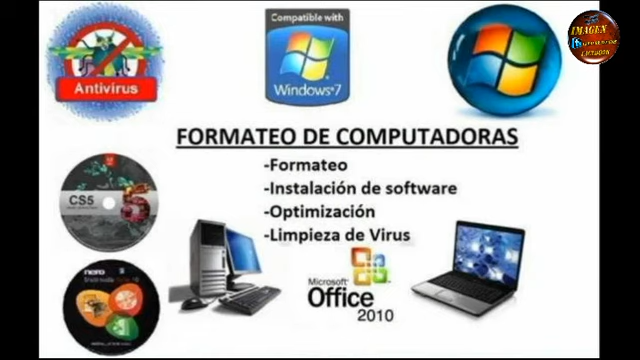 Compatible with
Windows®7
Antivirus
IMAGEN
FORMATEO DE COMPUTADORAS
-Formateo
-Instalación de software
-Optimización
-Limpieza de Virus
CS5
5
nero
Microsoft®
Office
2010